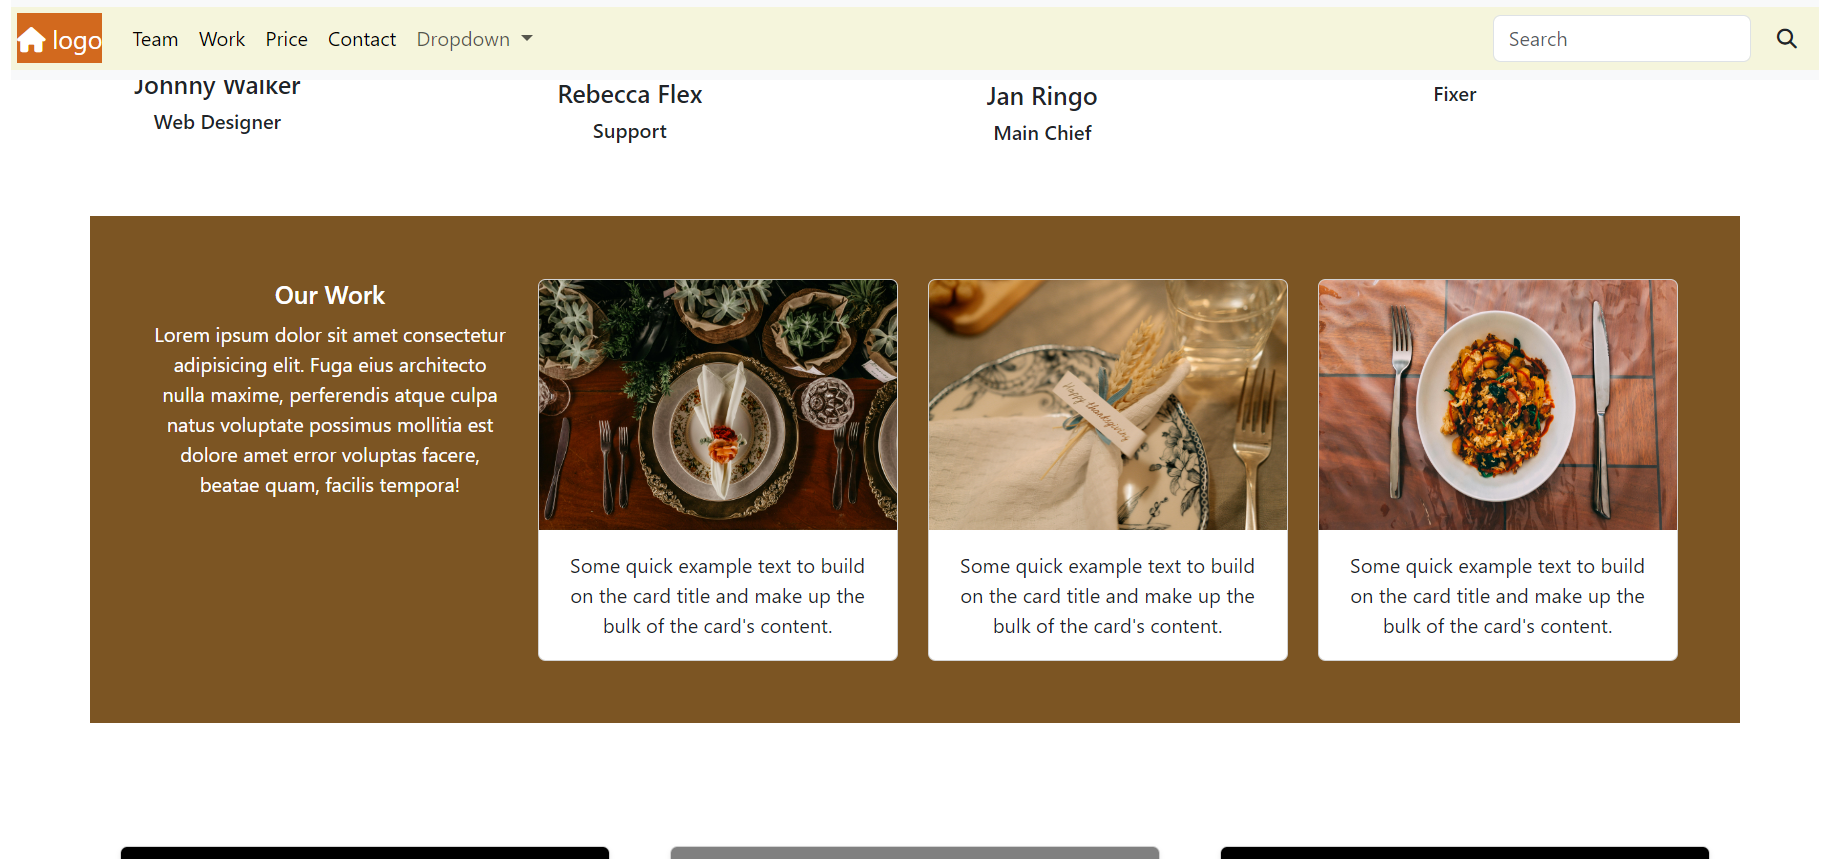 logo
Team Work Price Contact Dropdown
Search
Johnny Walker
Web Designer
Rebecca Flex
Support
Jan Ringo
Main Chief
Fixer
Our Work
Lorem ipsum dolor sit amet consectetur
adipisicing elit. Fuga eius architecto
nulla maxime, perferendis atque culpa
natus voluptate possimus mollitia est
dolore amet error voluptas facere,
beatae quam, facilis tempora!
Some quick example text to build
on the card title and make up the
bulk of the card's content.
Happy thanksgiving
Some quick example text to build
on the card title and make up the
bulk of the card's content.
Some quick example text to build
on the card title and make up the
bulk of the card's content.